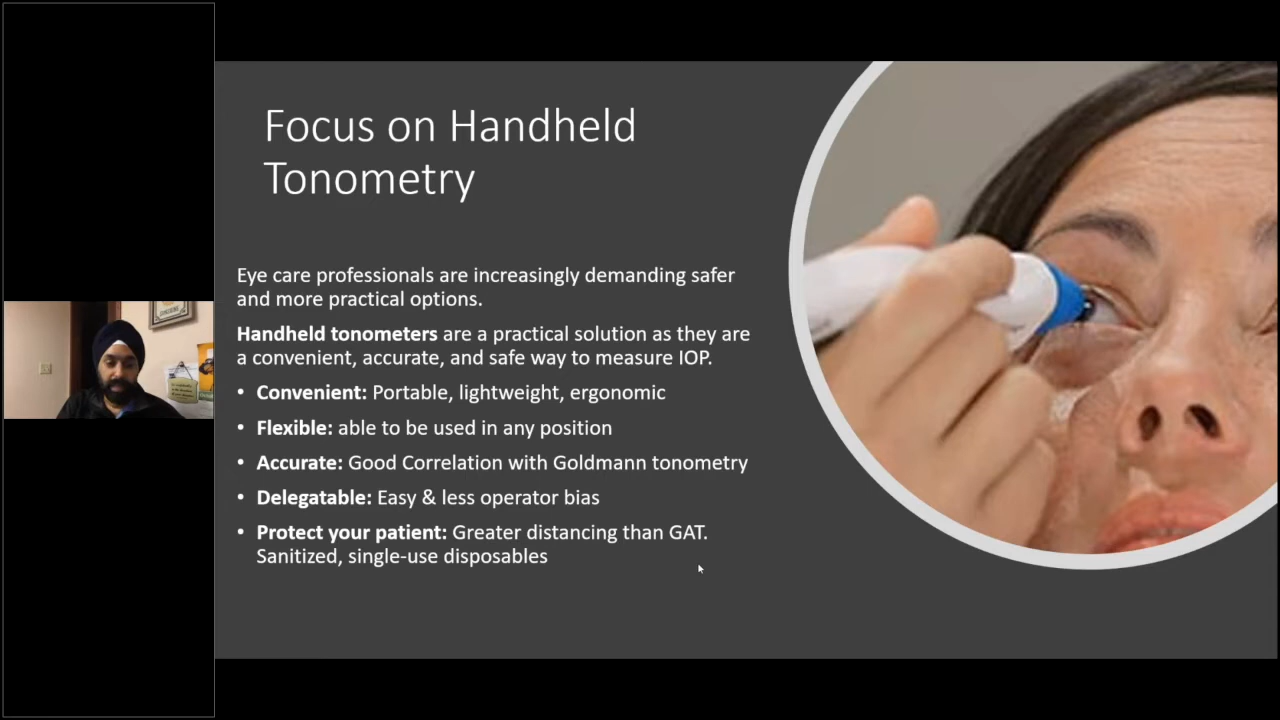 Focus on Handheld
Tonometry
Eye care professionals are increasingly demanding safer
and more practical options.
Handheld tonometers are a practical solution as they are
a convenient, accurate, and safe way to measure IOP.
• Convenient: Portable, lightweight, ergonomic
• Flexible: able to be used in any position
• Accurate: Good Correlation with Goldmann tonometry
• Delegatable: Easy & less operator bias
• Protect your patient: Greater distancing than GAT.
Sanitized, single-use disposables